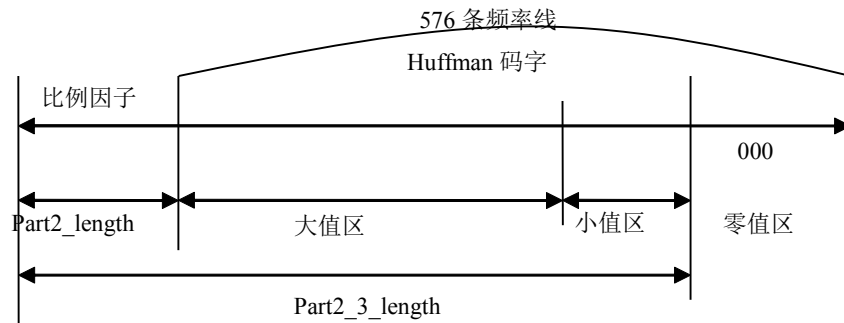 576 条频率线
Huffman 码字
比例因子
000
Part2_length
大值区
小值区
零值区
Part2_3_length